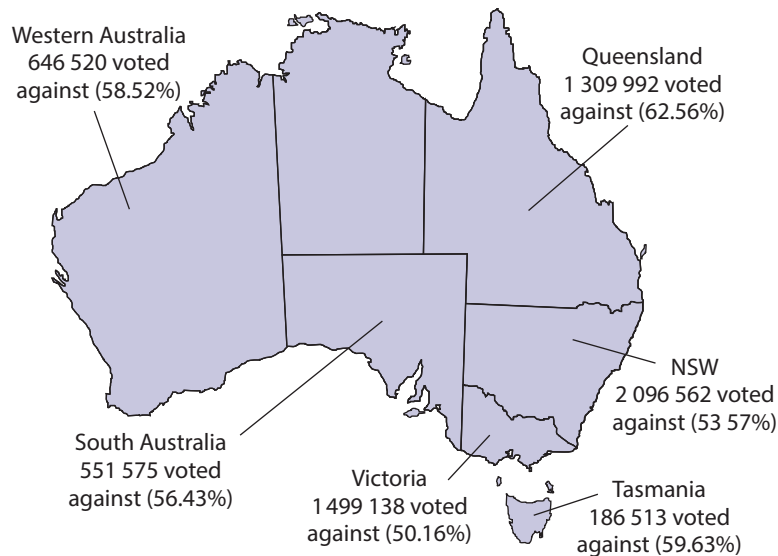 Western Australia
646 520 voted
against (58.52%)
Queensland
1 309 992 voted
against (62.56%)
NSW
2 096 562 voted
against (53 57%)
South Australia
551 575 voted
against (56.43%)
Victoria
1 499 138 voted
against (50.16%)
Tasmania
186 513 voted
against (59.63%)